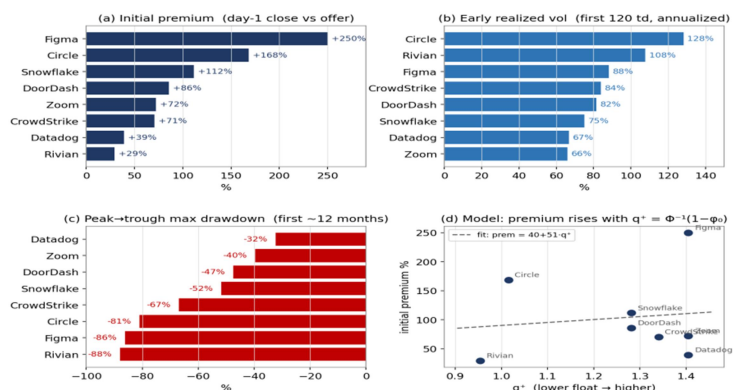 (a) Initial premium (day-1 close vs offer)
Figma
+250%
Circle
+168%
Snowflake
+112%
DoorDash
+86%
Zoom
+72%
CrowdStrike
+71%
Datadog
+39%
Rivian
+29%
0 50 100 150 200 250
%
(b) Early realized vol (first 120 td, annualized)
Circle
128%
Rivian
108%
Figma
88%
CrowdStrike
84%
DoorDash
82%
Snowflake
75%
Datadog
67%
Zoom
66%
0 20 40 60 80 100 120 140
%
(c) Peak→trough max drawdown (first ~12 months)
Datadog
-32%
Zoom
-40%
DoorDash
-47%
Snowflake
-52%
CrowdStrike
-67%
Circle
-81%
Figma
-86%
Rivian
-88%
−100 −80 −60 −40 −20 0
%
(d) Model: premium rises with q⁺ = Φ⁻¹(1−φ₀)
initial premium %
250
200
150
100
50
fit: prem = 40+51·q⁺
Figma
Circle
Snowflake
DoorDash
CrowdStrike
Datadog
Rivian
0.9 1.0 1.1 1.2 1.3 1.4
q⁺ (lower float → higher)